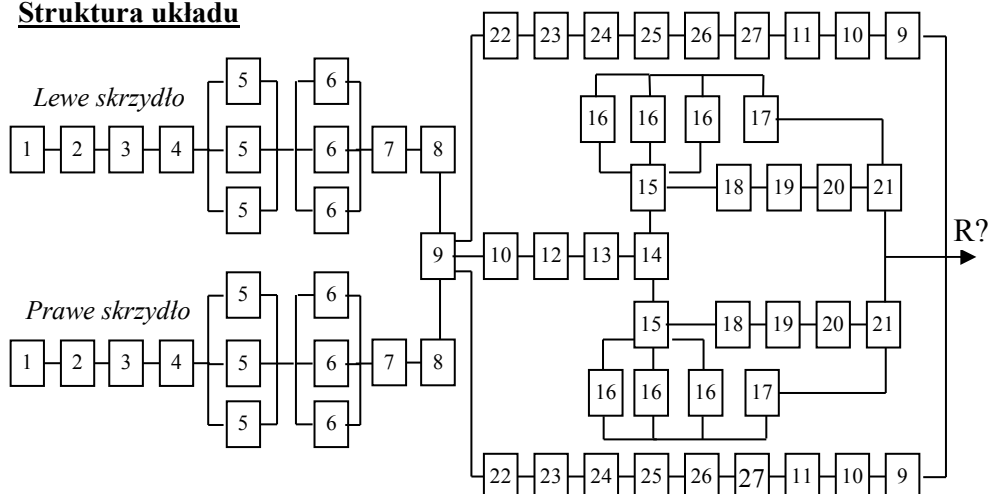 Struktura układu
22 23 24 25 26 27 11 10 9
5 6
Lewe skrzydło
16 16 16 17
1 2 3 4 5 6 7 8
15 18 19 20 21
5 6
9 10 12 13 14 R?
5 6
Prawe skrzydło
15 18 19 20 21
1 2 3 4 5 6 7 8
16 16 16 17
5 6
22 23 24 25 26 27 11 10 9